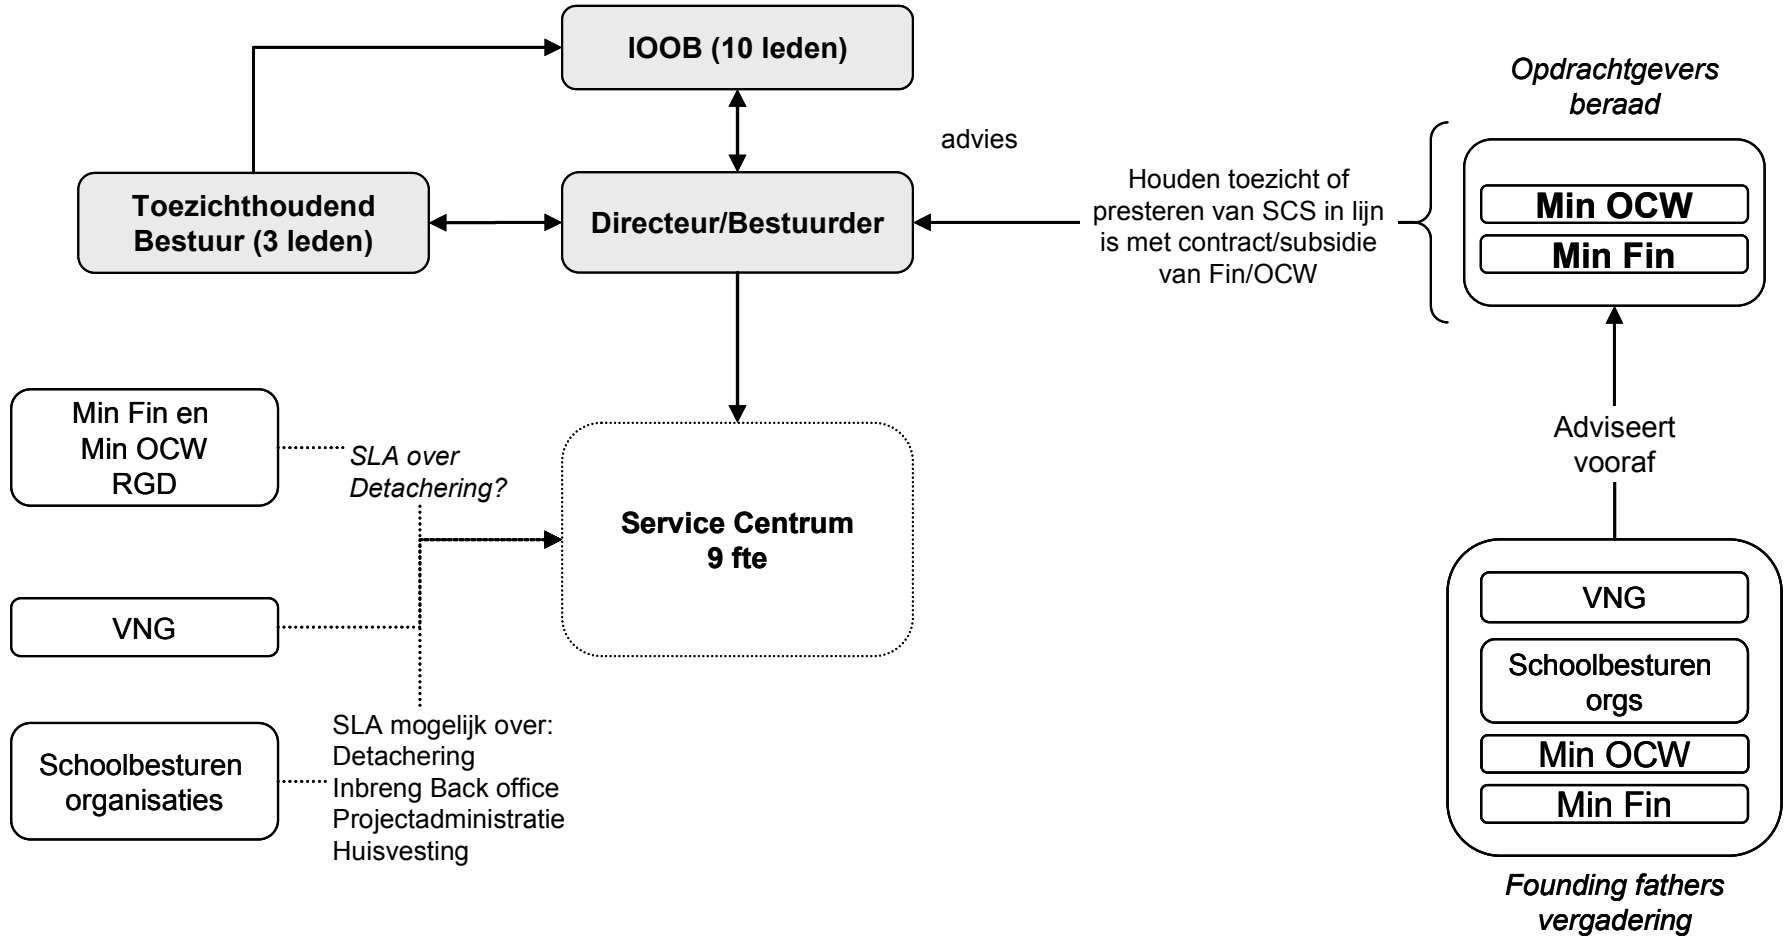 IOOB (10 leden)
Opdrachtgevers
beraad
advies
Toezichthoudend
Bestuur (3 leden)
Directeur/Bestuurder
Houden toezicht of
presteren van SCS in lijn
is met contract/subsidie
van Fin/OCW
Min OCW
Min Fin
Min Fin en
Min OCW
RGD
SLA over
Detachering?
Adviseert
vooraf
Service Centrum
9 fte
VNG
VNG
Schoolbesturen
orgs
Min OCW
Min Fin
Schoolbesturen
organisaties
SLA mogelijk over:
Detachering
Inbreng Back office
Projectadministratie
Huisvesting
Founding fathers
vergadering